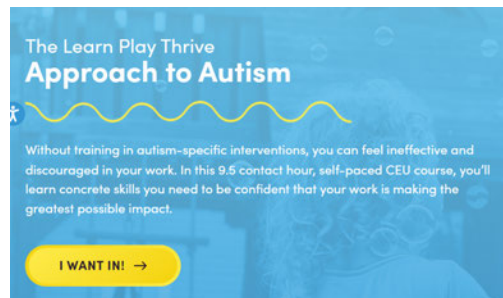 The Learn Play Thrive
Approach to Autism
Without training in autism-specific interventions, you can feel ineffective and
discouraged in your work. In this 9.5 contact hour, self-paced CEU course, you'll
learn concrete skills you need to be confident that your work is making the
greatest possible impact.
I WANT IN! →